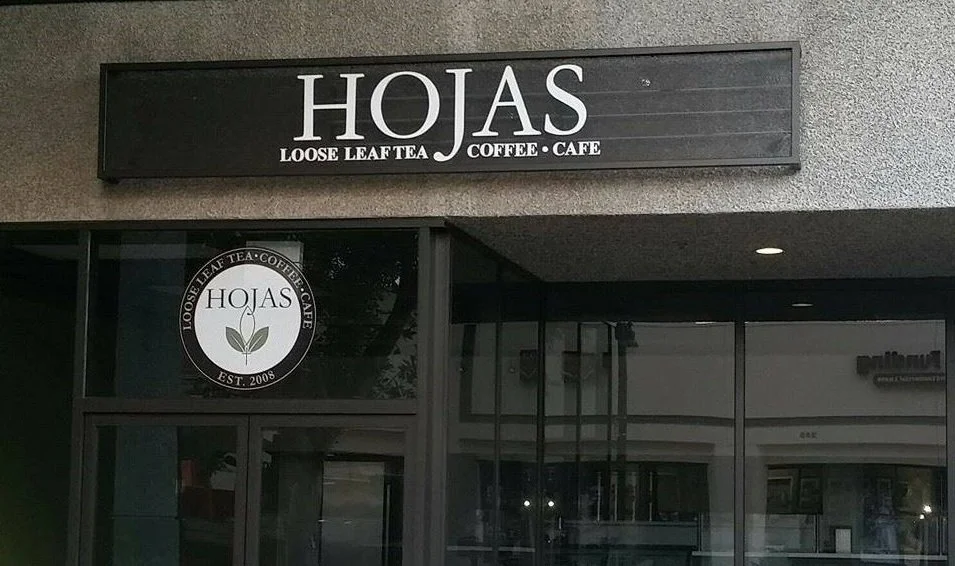 HOJAS
LOOSE LEAF TEA COFFEE • CAFE
LOOSE LEAF TEA • COFFEE • CAFE
HOJAS
EST. 2008